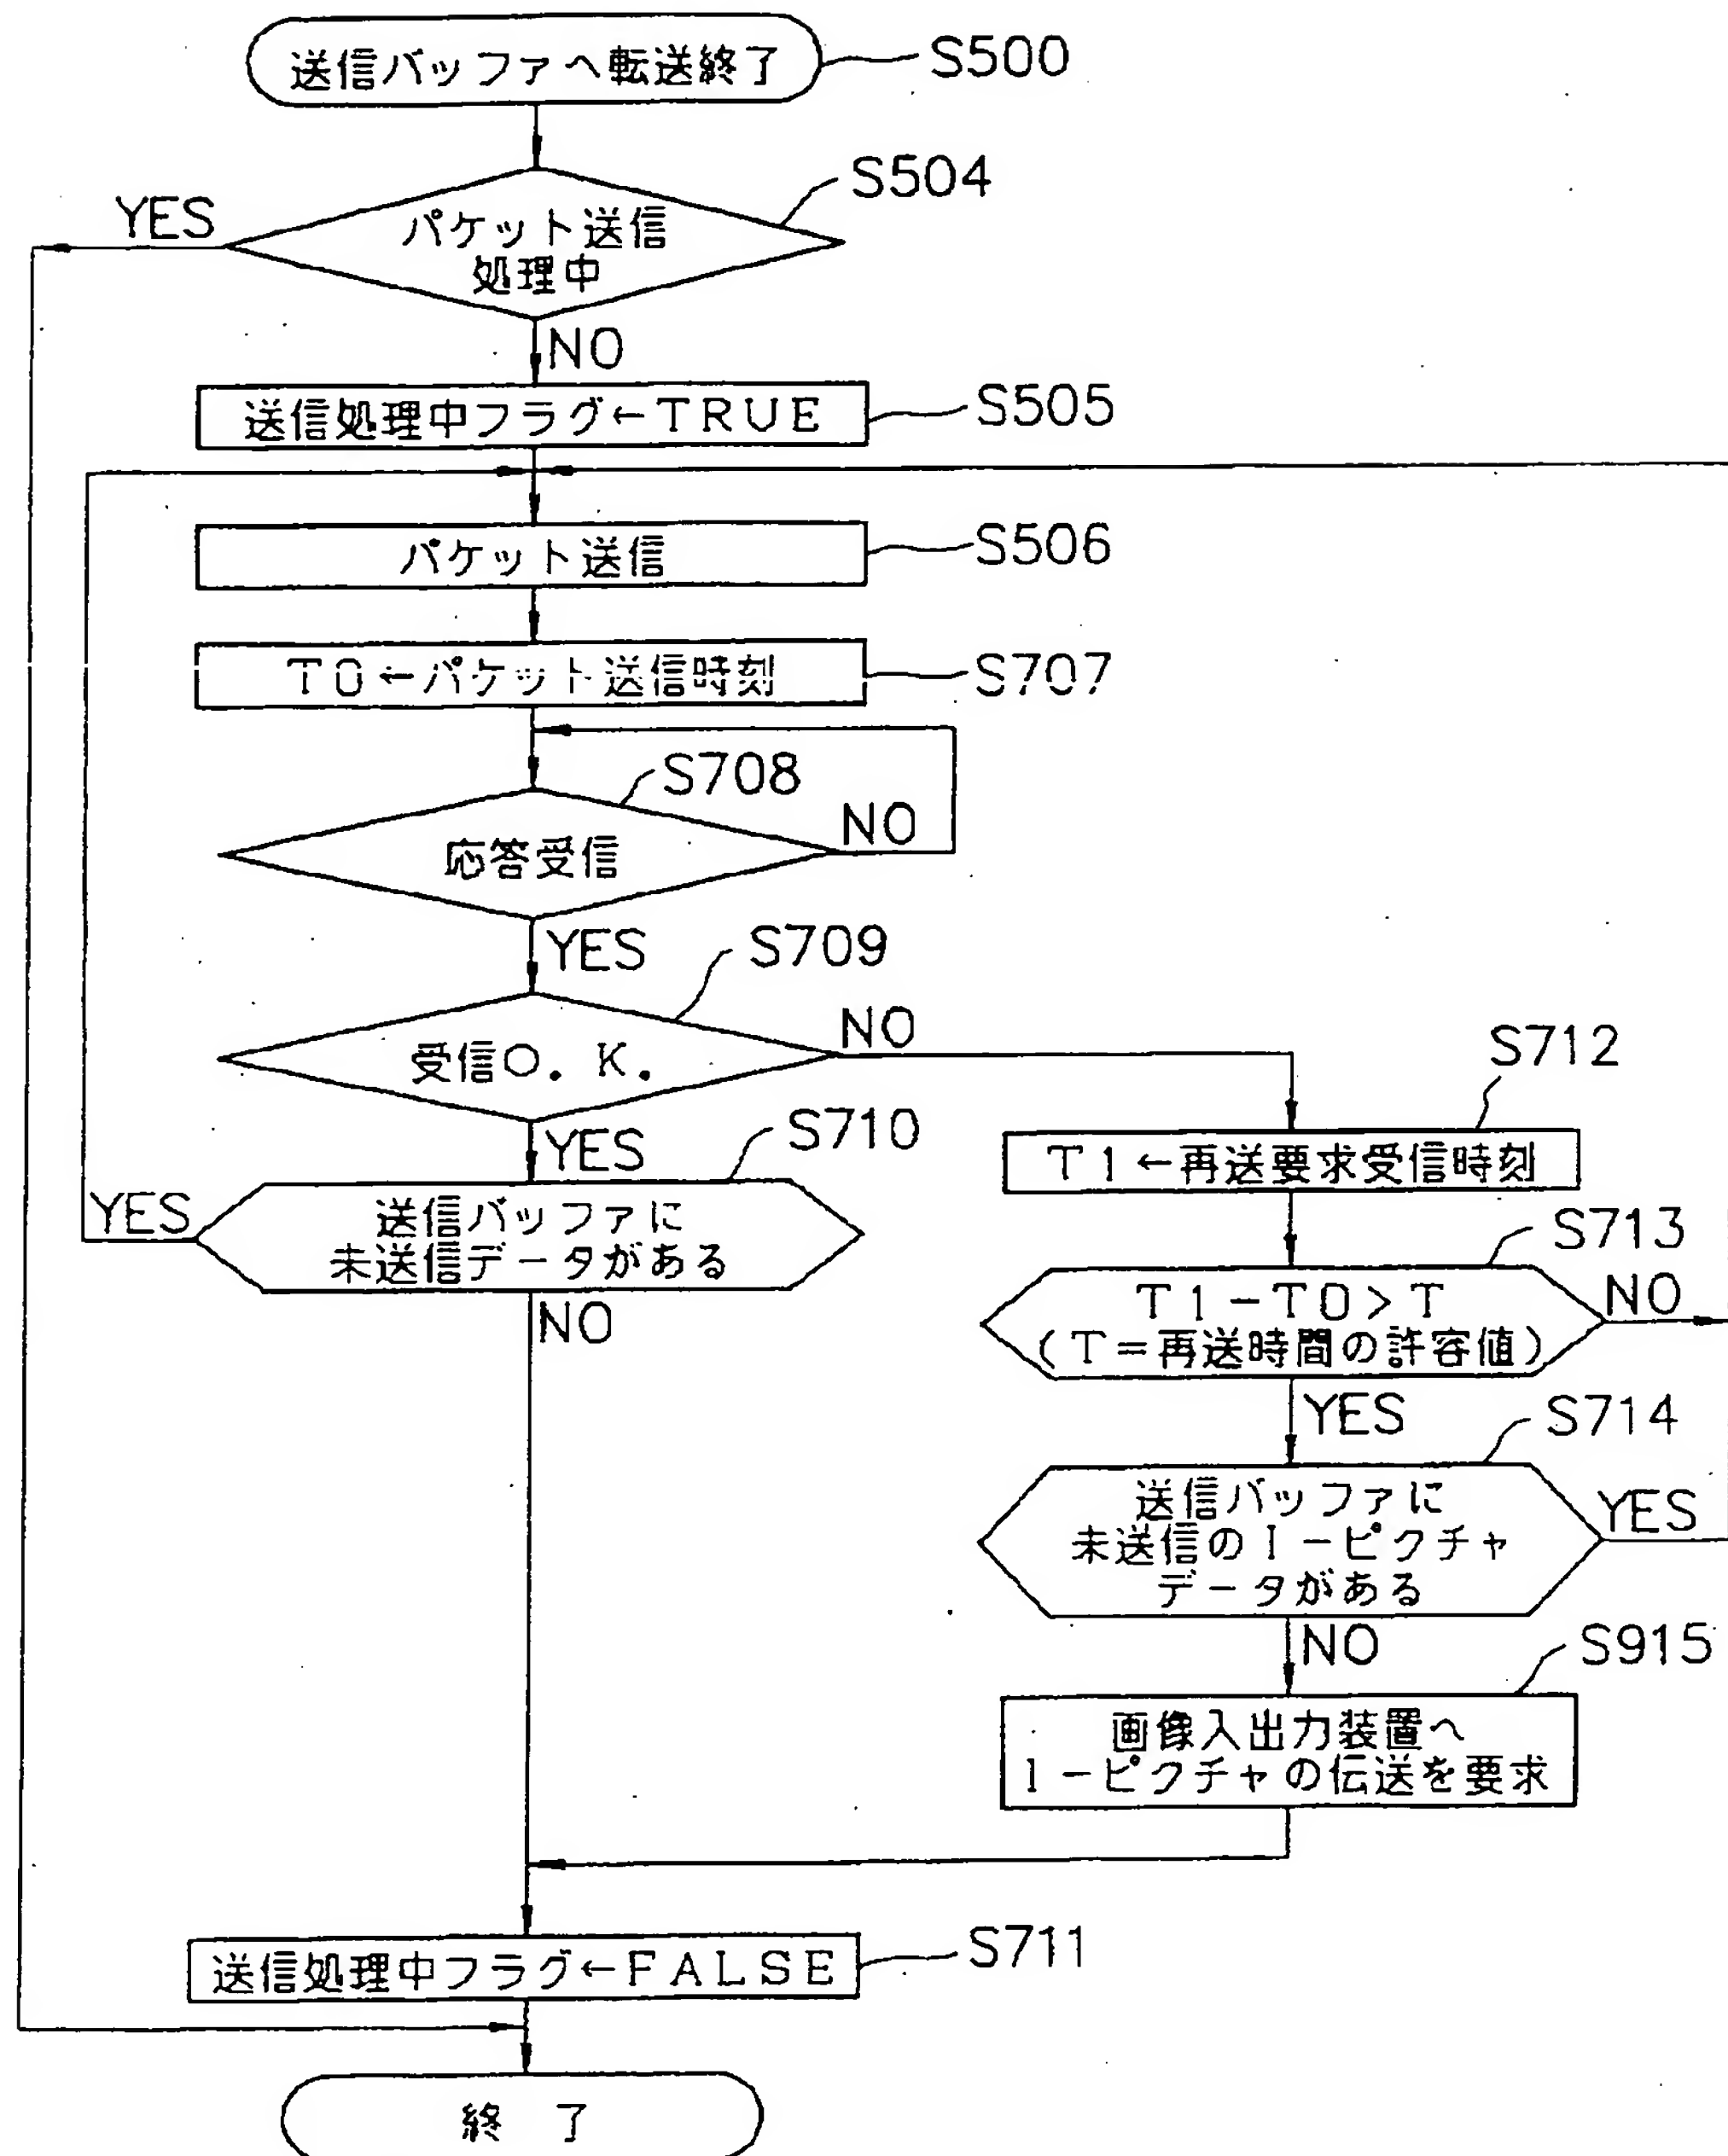 送信バッファへ転送終了
S500
S504
YES
パケット送信
処理中
NO
送信処理中フラグ←TRUE
S505
パケット送信
S506
T0←パケット送信時刻
S707
S708
NO
応答受信
YES
S709
NO
受信O. K.
YES
S710
YES
送信バッファに
未送信データがある
NO
S712
T1←再送要求受信時刻
S713
T1-T0>T
NO
(T=再送時間の許容値)
YES
S714
送信バッファに
未送信のI-ピクチャ
データがある
YES
NO
S915
画像入出力装置へ
I-ピクチャの伝送を要求
送信処理中フラグ←FALSE
S711
終 了